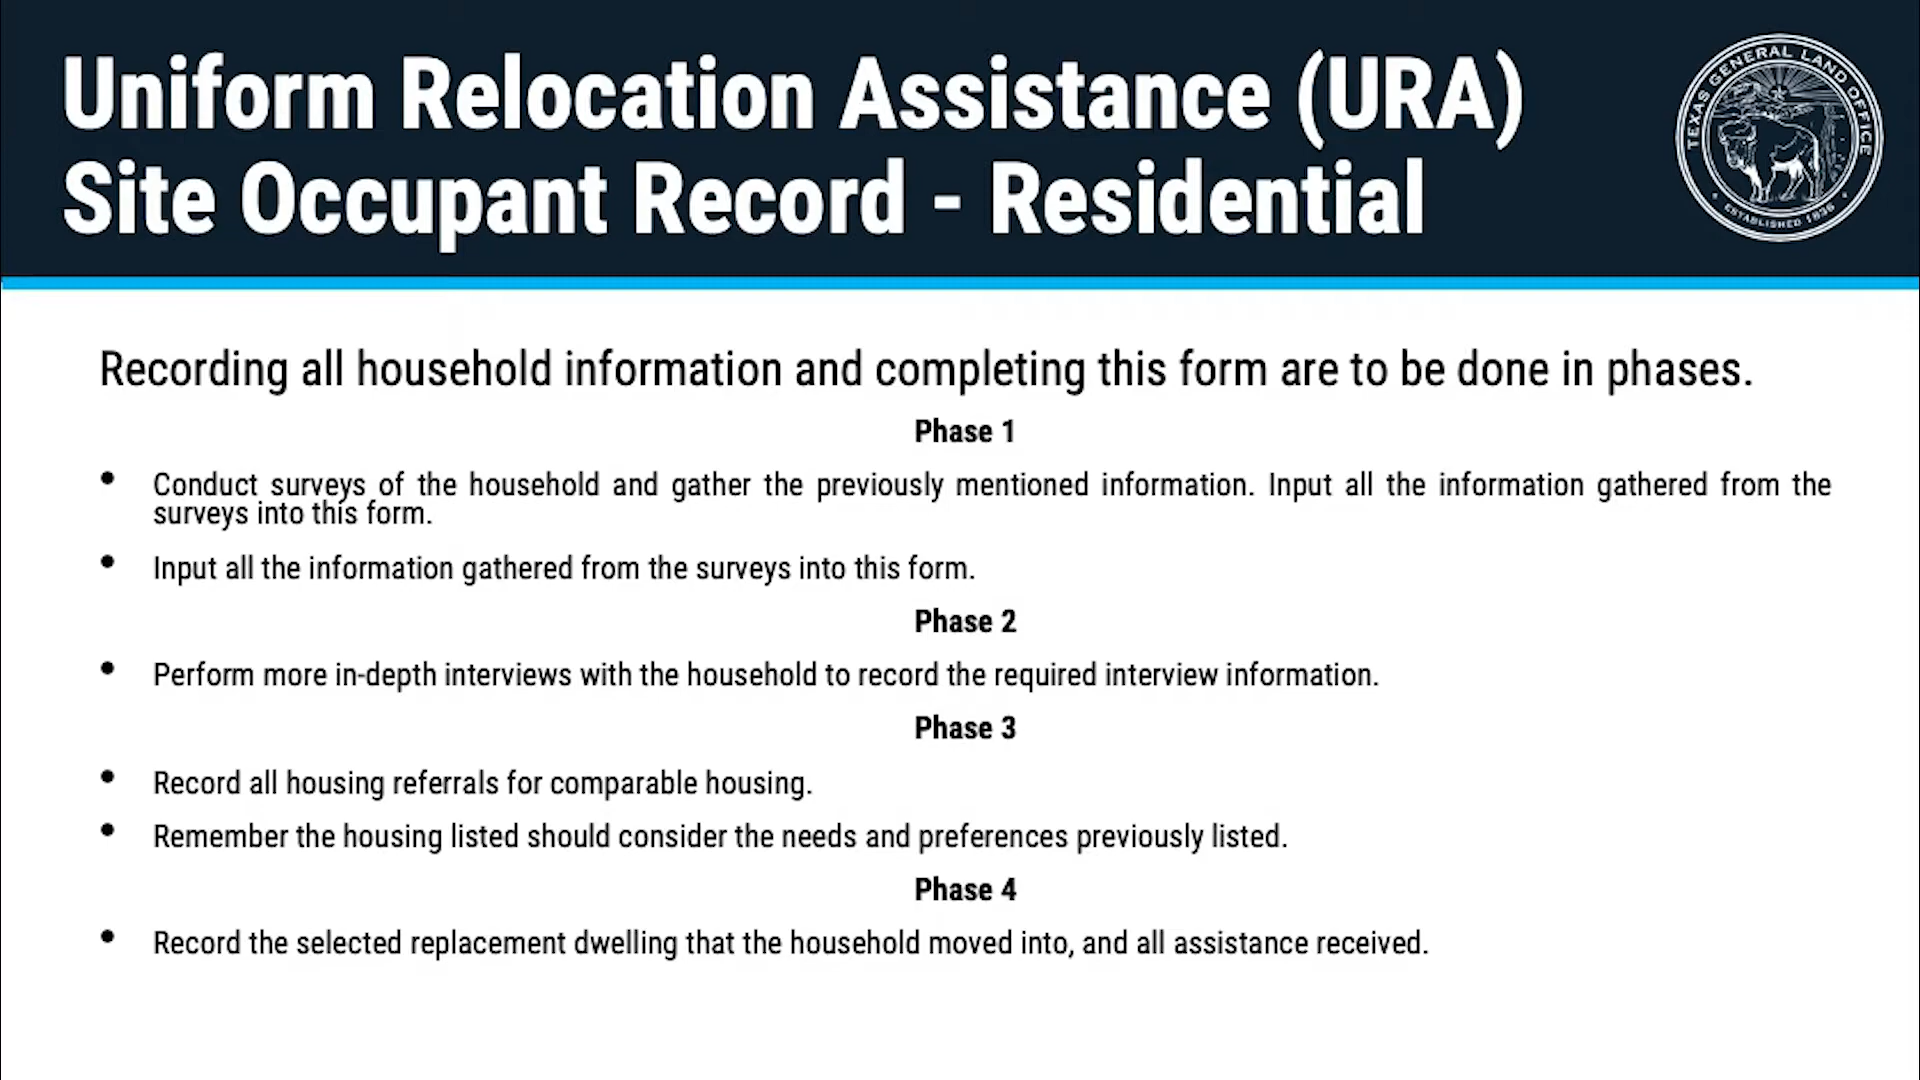 Uniform Relocation Assistance (URA)
Site Occupant Record - Residential
TEXAS GENERAL LAND OFFICE
ESTABLISHED 1836
Recording all household information and completing this form are to be done in phases.
Phase 1
• Conduct surveys of the household and gather the previously mentioned information. Input all the information gathered from the
surveys into this form.
• Input all the information gathered from the surveys into this form.
Phase 2
• Perform more in-depth interviews with the household to record the required interview information.
Phase 3
• Record all housing referrals for comparable housing.
• Remember the housing listed should consider the needs and preferences previously listed.
Phase 4
• Record the selected replacement dwelling that the household moved into, and all assistance received.